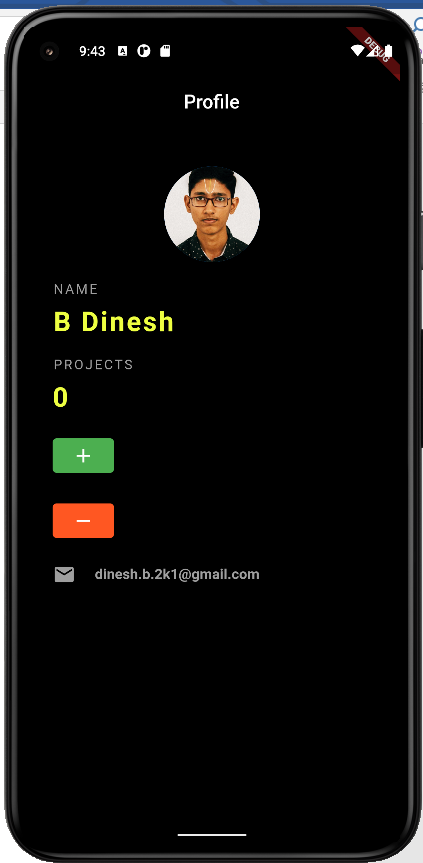 9:43
DEBUG
Profile
NAME
B Dinesh
PROJECTS
0
+
−
dinesh.b.2k1@gmail.com